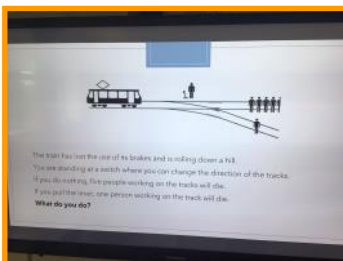 The train has lost the use of its brakes and is rolling down a hill.
You are standing at a switch where you can change the direction of the tracks.
If you do nothing, five people working on the tracks will die.
If you pull the lever, one person working on the track will die.
What do you do?